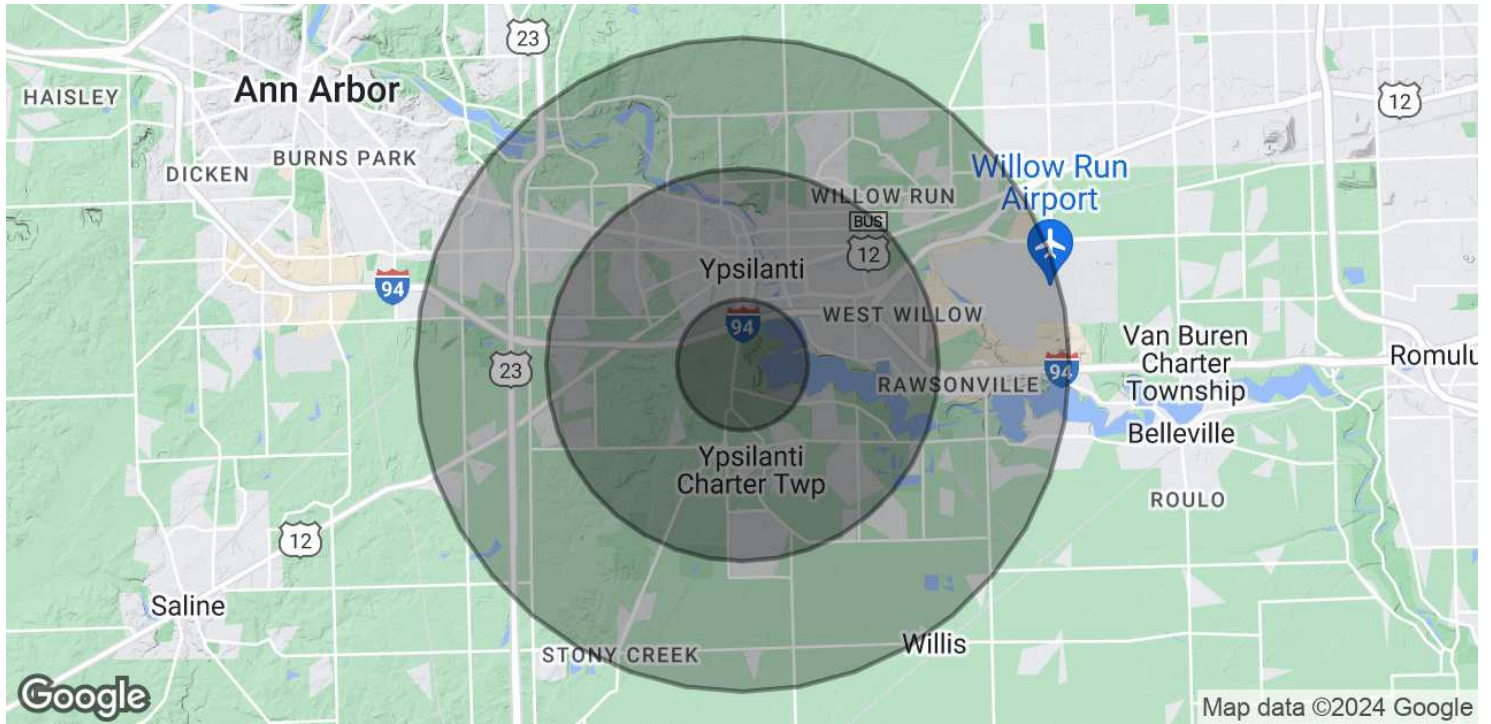 23
Ann Arbor
HAISLEY
12
BURNS PARK
DICKEN
WILLOW RUN
Willow Run
Airport
BUS
12
Ypsilanti
94
94
WEST WILLOW
Van Buren
Charter
Township
Romulu
23
94
RAWSONVILLE
Belleville
Ypsilanti
Charter Twp
ROULO
12
Saline
Willis
STONY CREEK
Google
Map data ©2024 Google